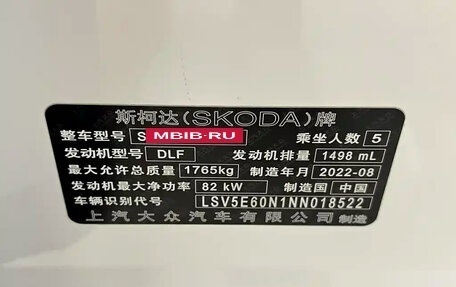 斯柯达(SKODA)牌
整车型号 S MBIB-RU 乘坐人数 5
发动机型号 DLF 发动机排量 1498 mL
最大允许总质量 1765kg 制造年月 2022-08
发动机最大净功率 82 kW 制造国 中国
车辆识别代号 LSV5E60N1NN018522
上汽大众汽车有限公司 制造